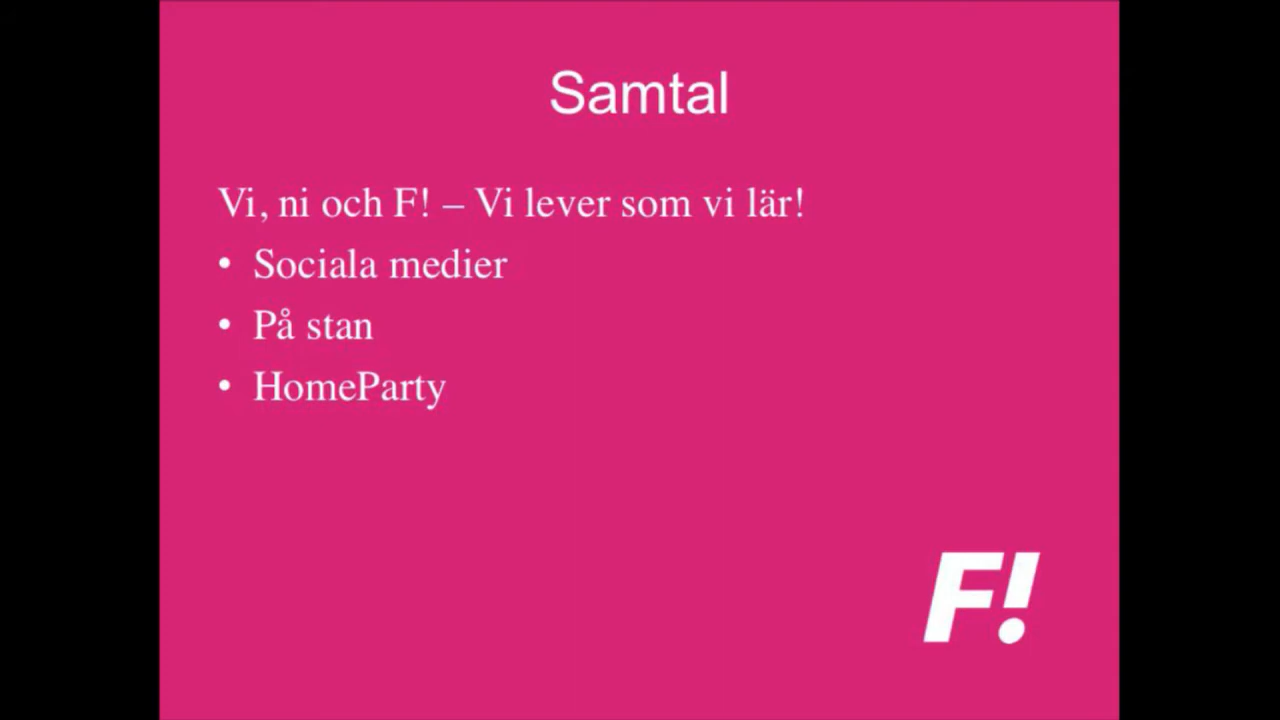 Samtal
Vi, ni och F! – Vi lever som vi lär!
• Sociala medier
• På stan
• HomeParty
F!